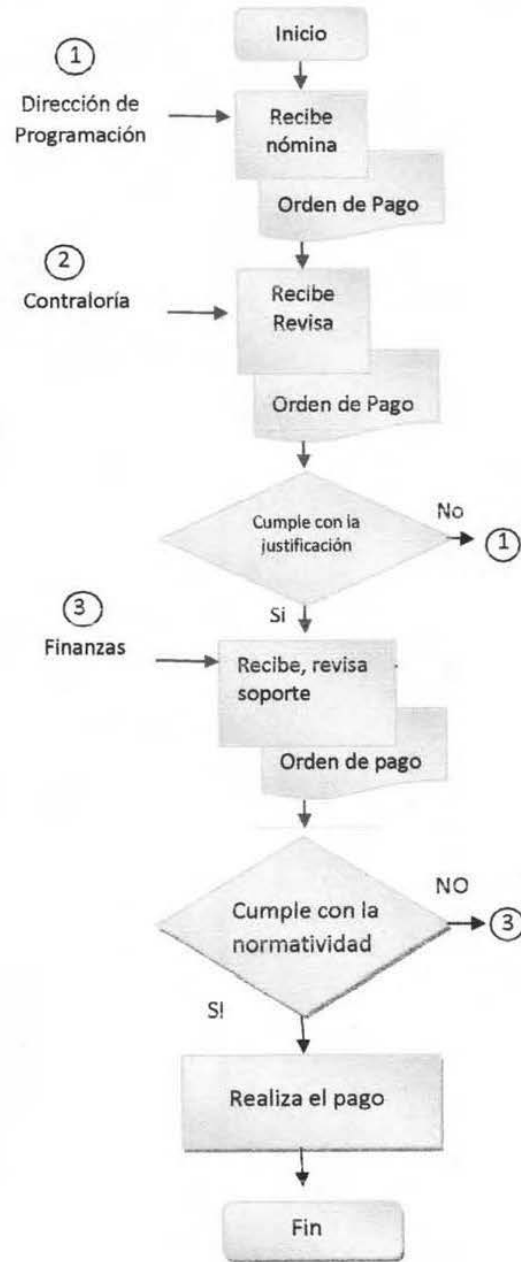 Inicio
1
Dirección de
Programación
Recibe
nómina
Orden de Pago
2
Contraloría
Recibe
Revisa
Orden de Pago
Cumple con la
justificación
No
1
Si
3
Finanzas
Recibe, revisa
soporte
Orden de pago
Cumple con la
normatividad
NO
3
SI
Realiza el pago
Fin